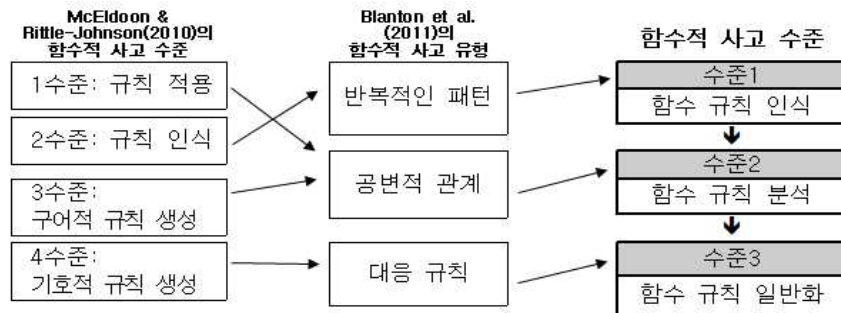 McEldoon &
Rittle-Johnson(2010)의
함수적 사고 수준
1수준: 규칙 적용
2수준: 규칙 인식
3수준:
구어적 규칙 생성
4수준:
기호적 규칙 생성
Blanton et al.
(2011)의
함수적 사고 유형
반복적인 패턴
공변적 관계
대응 규칙
함수적 사고 수준
수준1
함수 규칙 인식
수준2
함수 규칙 분석
수준3
함수 규칙 일반화